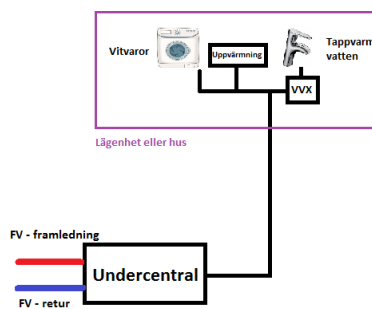 Vitvaror
Uppvärmning
Tappvarm
vatten
VVX
Lägenhet eller hus
FV - framledning
Undercentral
FV - retur